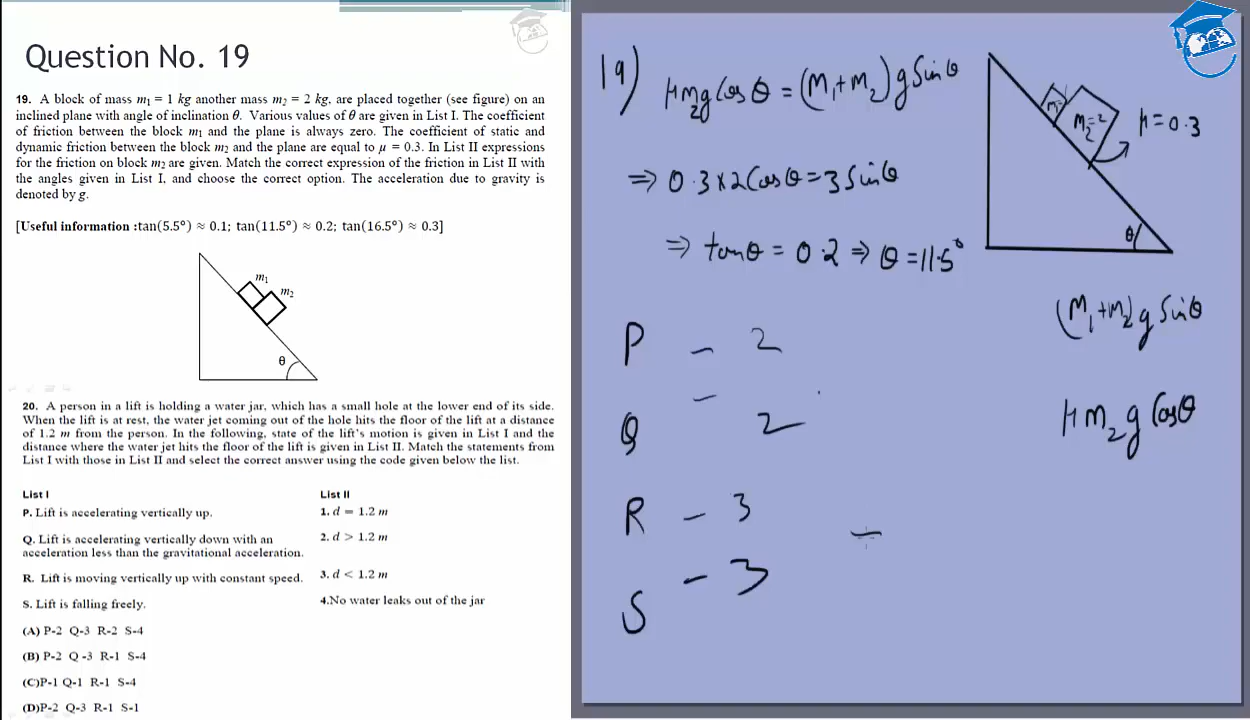 Question No. 19
19. A block of mass m₁ = 1 kg another mass m₂ = 2 kg, are placed together (see figure) on an
inclined plane with angle of inclination θ. Various values of θ are given in List I. The coefficient
of friction between the block m₁ and the plane is always zero. The coefficient of static and
dynamic friction between the block m₂ and the plane are equal to μ = 0.3. In List II expressions
for the friction on block m₂ are given. Match the correct expression of the friction in List II with
the angles given in List I, and choose the correct option. The acceleration due to gravity is
denoted by g.
[Useful information :tan(5.5°) ≈ 0.1; tan(11.5°) ≈ 0.2; tan(16.5°) ≈ 0.3]
m₁
m₂
θ
20. A person in a lift is holding a water jar, which has a small hole at the lower end of its side.
When the lift is at rest, the water jet coming out of the hole hits the floor of the lift at a distance
of 1.2 m from the person. In the following, state of the lift's motion is given in List I and the
distance where the water jet hits the floor of the lift is given in List II. Match the statements from
List I with those in List II and select the correct answer using the code given below the list.
List I
List II
P. Lift is accelerating vertically up.
1. d = 1.2 m
Q. Lift is accelerating vertically down with an
acceleration less than the gravitational acceleration.
2. d > 1.2 m
R. Lift is moving vertically up with constant speed.
3. d < 1.2 m
S. Lift is falling freely.
4.No water leaks out of the jar
(A) P-2 Q-3 R-2 S-4
(B) P-2 Q -3 R-1 S-4
(C)P-1 Q-1 R-1 S-4
(D)P-2 Q-3 R-1 S-1
19) μm₂g Cos θ = (m₁+m₂) g Sin θ
⇒ 0.3 x 2 Cos θ = 3 Sin θ
⇒ tan θ = 0.2 ⇒ θ = 11.5°
m₂=2
μ = 0.3
θ
(m₁+m₂) g Sin θ
μ m₂ g Cos θ
P – 2
Q – 2
R – 3
S – 3